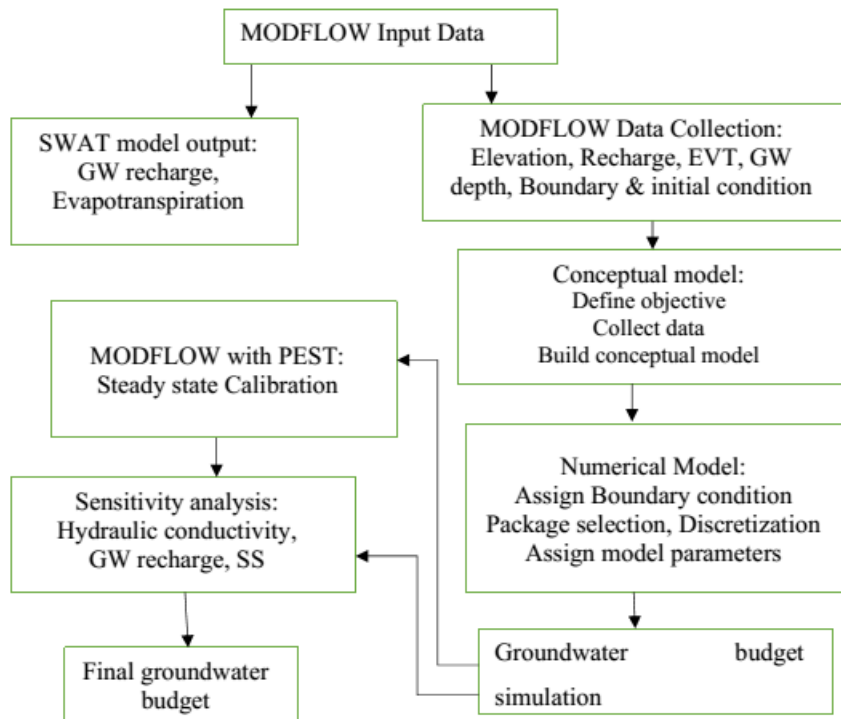 MODFLOW Input Data
SWAT model output:
GW recharge,
Evapotranspiration
MODFLOW Data Collection:
Elevation, Recharge, EVT, GW
depth, Boundary & initial condition
Conceptual model:
Define objective
Collect data
Build conceptual model
MODFLOW with PEST:
Steady state Calibration
Numerical Model:
Assign Boundary condition
Package selection, Discretization
Assign model parameters
Sensitivity analysis:
Hydraulic conductivity,
GW recharge, SS
Groundwater budget
simulation
Final groundwater
budget